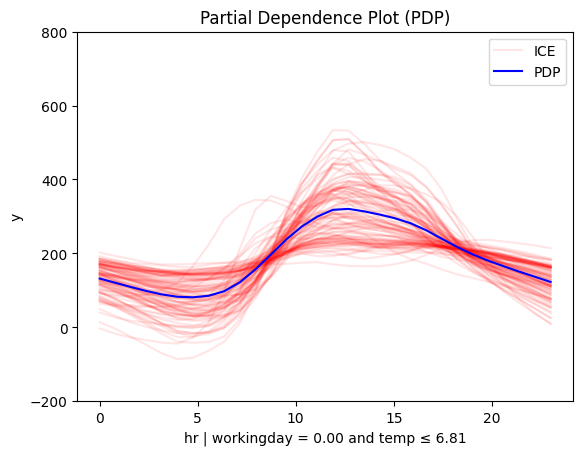 Partial Dependence Plot (PDP)
ICE
PDP
800
600
400
200
0
−200
y
0
5
10
15
20
hr | workingday = 0.00 and temp ≤ 6.81